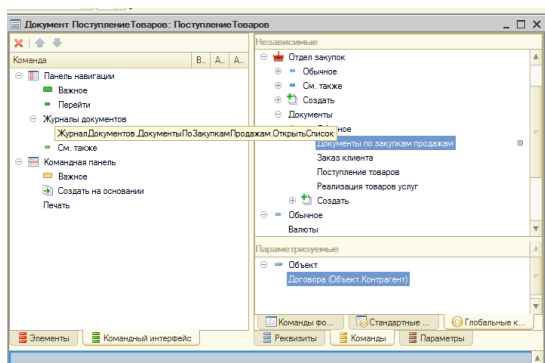 Документ ПоступлениеТоваров: ПоступлениеТоваров
Команда
В..
А..
А..
Панель навигации
Важное
Перейти
Журналы документов
ЖурналДокументов.ДокументыПоЗакупкамПродажам.ОткрытьСписок
См. также
Командная панель
Важное
Создать на основании
Печать
Элементы
Командный интерфейс
Независимые
Отдел закупок
Обычное
См. также
Создать
Документы
Документы по закупкам продажам
Заказ клиента
Поступление товаров
Реализация товаров услуг
Создать
Обычное
Валюты
Параметризуемые
Объект
Договора (Объект.Контрагент)
Команды фо...
Стандартные ...
Глобальные к...
Реквизиты
Команды
Параметры